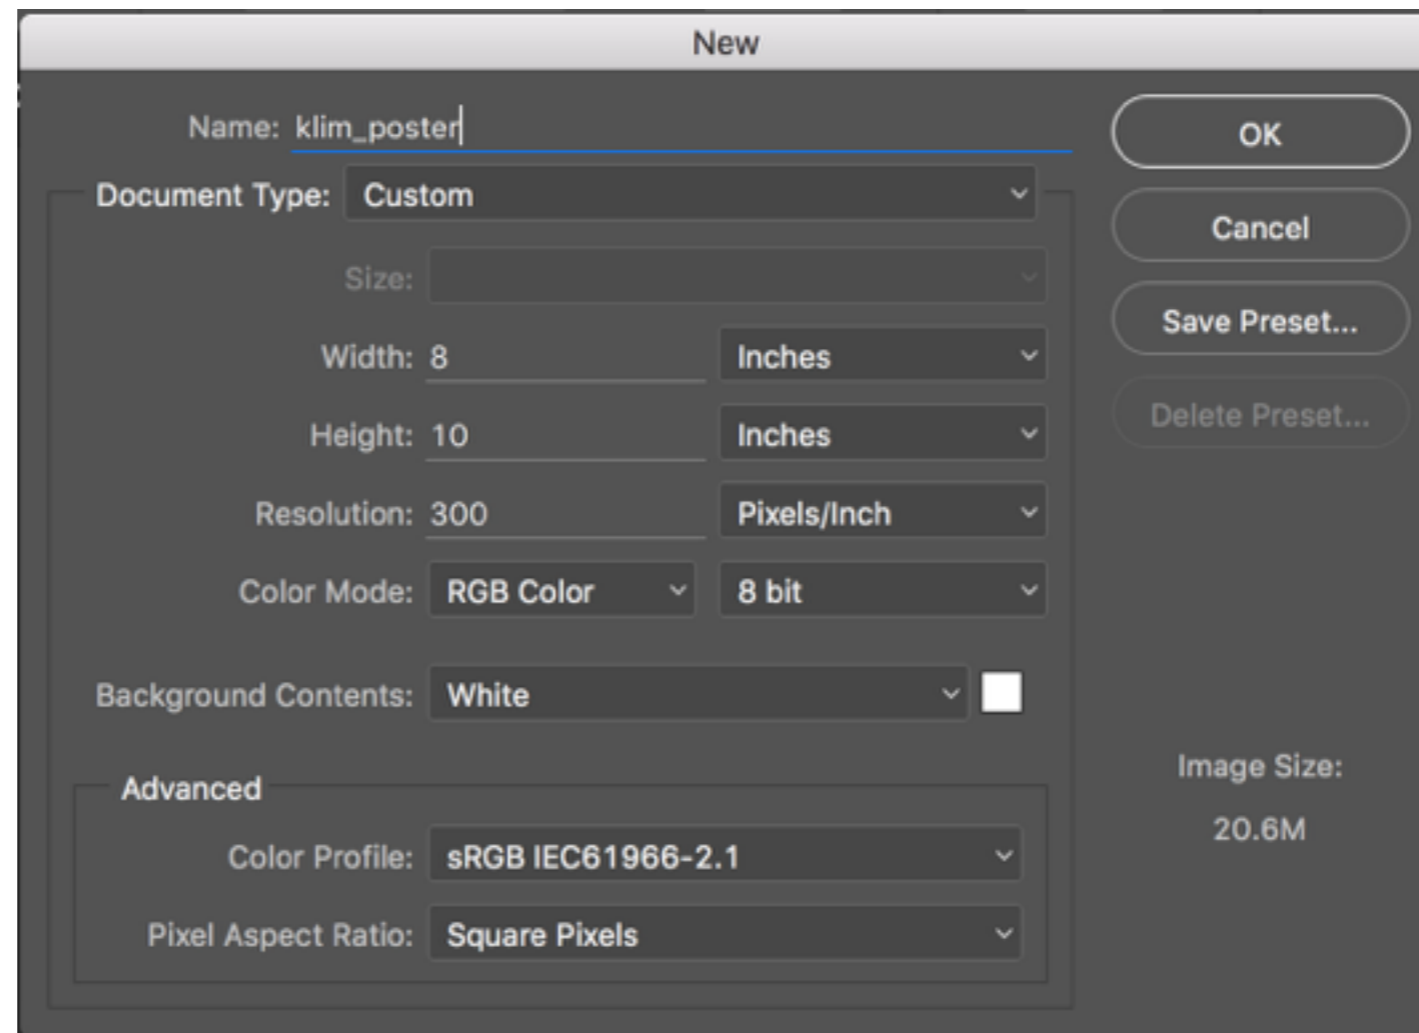 New
Name: klim_poster
OK
Document Type: Custom
Cancel
Size:
Save Preset...
Width: 8 Inches
Delete Preset...
Height: 10 Inches
Resolution: 300 Pixels/Inch
Color Mode: RGB Color 8 bit
Background Contents: White
Image Size:
20.6M
Advanced
Color Profile: sRGB IEC61966-2.1
Pixel Aspect Ratio: Square Pixels